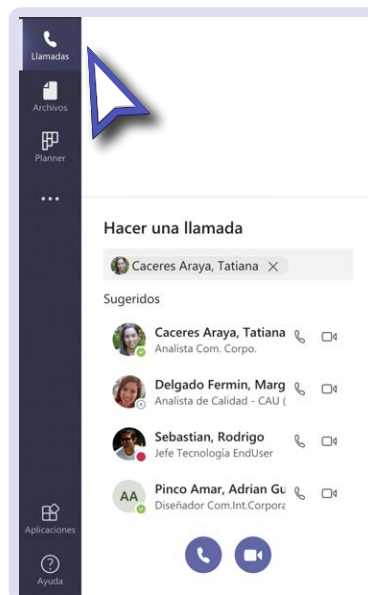 Llamadas
Archivos
Planner
Hacer una llamada
Caceres Araya, Tatiana
Sugeridos
Caceres Araya, Tatiana
Analista Com. Corpo.
Delgado Fermin, Marg
Analista de Calidad - CAU (
Sebastian, Rodrigo
Jefe Tecnologia EndUser
AA
Pinco Amar, Adrian Gu
Diseñador Com.Int.Corpora
Aplicaciones
Ayuda